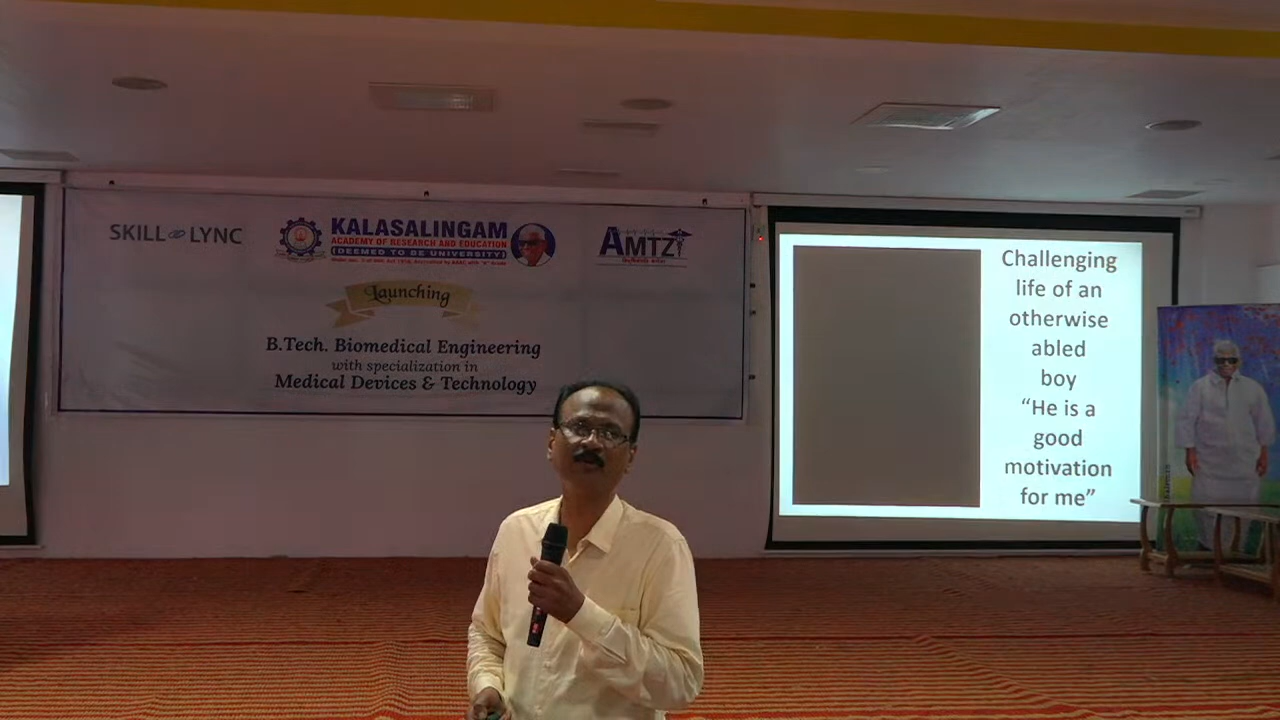 SKILL LYNC
KALASALINGAM
ACADEMY OF RESEARCH AND EDUCATION
(DEEMED TO BE UNIVERSITY)
AMTZ
Launching
B.Tech. Biomedical Engineering
with specialization in
Medical Devices & Technology
Challenging
life of an
otherwise
abled
boy
“He is a
good
motivation
for me”